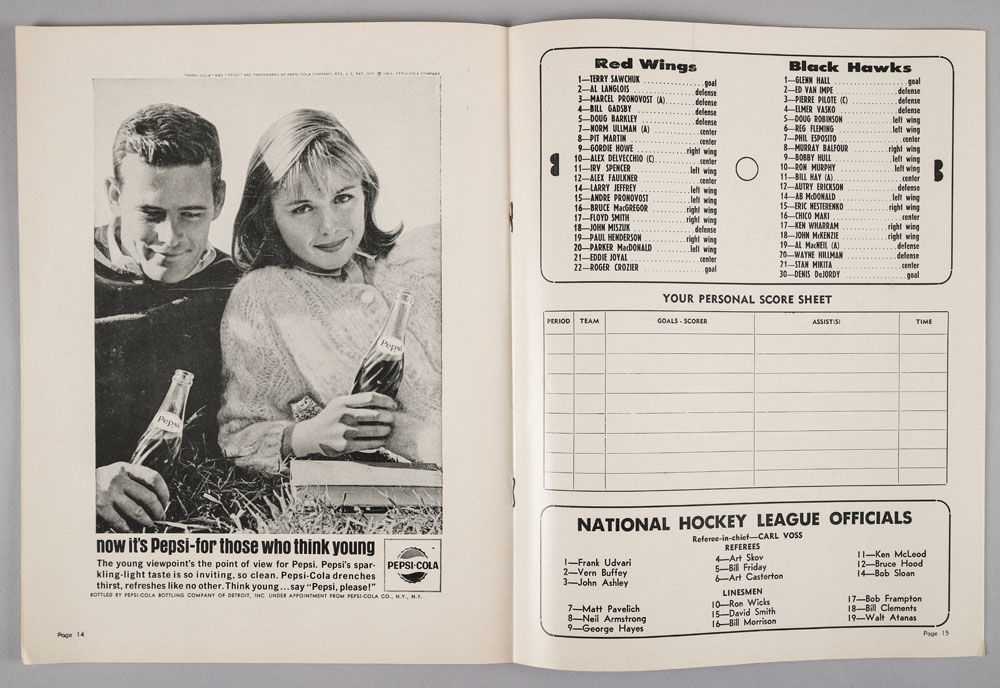 "PEPSI-COLA" AND "PEPSI" ARE TRADEMARKS OF PEPSI-COLA COMPANY, REG. U.S. PAT. OFF. © 1964, PEPSI-COLA COMPANY
Pepsi
Pepsi
now it's Pepsi-for those who think young
The young viewpoint's the point of view for Pepsi. Pepsi's spar-
kling-light taste is so inviting, so clean. Pepsi-Cola drenches
thirst, refreshes like no other. Think young...say "Pepsi, please!"
PEPSI-COLA
BOTTLED BY PEPSI-COLA BOTTLING COMPANY OF DETROIT, INC. UNDER APPOINTMENT FROM PEPSI-COLA CO., N.Y., N.Y.
Page 14
Red Wings
1—TERRY SAWCHUK ........ goal
2—AL LANGLOIS ........ defense
3—MARCEL PRONOVOST (A) ........ defense
4—BILL GADSBY ........ defense
5—DOUG BARKLEY ........ defense
7—NORM ULLMAN (A) ........ center
8—PIT MARTIN ........ center
9—GORDIE HOWE ........ right wing
10—ALEX DELVECCHIO (C) ........ center
11—IRV SPENCER ........ left wing
12—ALEX FAULKNER ........ center
14—LARRY JEFFREY ........ left wing
15—ANDRÉ PRONOVOST ........ left wing
16—BRUCE MacGREGOR ........ right wing
17—FLOYD SMITH ........ right wing
18—JOHN MISZUK ........ defense
19—PAUL HENDERSON ........ right wing
20—PARKER MacDONALD ........ left wing
21—EDDIE JOYAL ........ center
22—ROGER CROZIER ........ goal
Black Hawks
1—GLENN HALL ........ goal
2—ED VAN IMPE ........ defense
3—PIERRE PILOTE (C) ........ defense
4—ELMER VASKO ........ defense
5—DOUG ROBINSON ........ left wing
6—REG FLEMING ........ left wing
7—PHIL ESPOSITO ........ center
8—MURRAY BALFOUR ........ right wing
9—BOBBY HULL ........ left wing
10—RON MURPHY ........ left wing
11—BILL HAY (A) ........ center
12—AUTRY ERICKSON ........ defense
14—AB McDONALD ........ left wing
15—ERIC NESTERENKO ........ right wing
16—CHICO MAKI ........ center
17—KEN WHARRAM ........ right wing
18—JOHN McKENZIE ........ right wing
19—AL MacNEIL (A) ........ defense
20—WAYNE HILLMAN ........ defense
21—STAN MIKITA ........ center
30—DENIS DeJORDY ........ goal
YOUR PERSONAL SCORE SHEET
PERIOD TEAM GOALS - SCORER ASSIST(S) TIME
NATIONAL HOCKEY LEAGUE OFFICIALS
Referee-in-chief—CARL VOSS
REFEREES
1—Frank Udvari
2—Vern Buffey
3—John Ashley
4—Art Skov
5—Bill Friday
6—Art Casterton
11—Ken McLeod
12—Bruce Hood
14—Bob Sloan
LINESMEN
7—Matt Pavelich
8—Neil Armstrong
9—George Hayes
10—Ron Wicks
15—David Smith
16—Bill Morrison
17—Bob Frampton
18—Bill Clements
19—Walt Atanas
Page 15